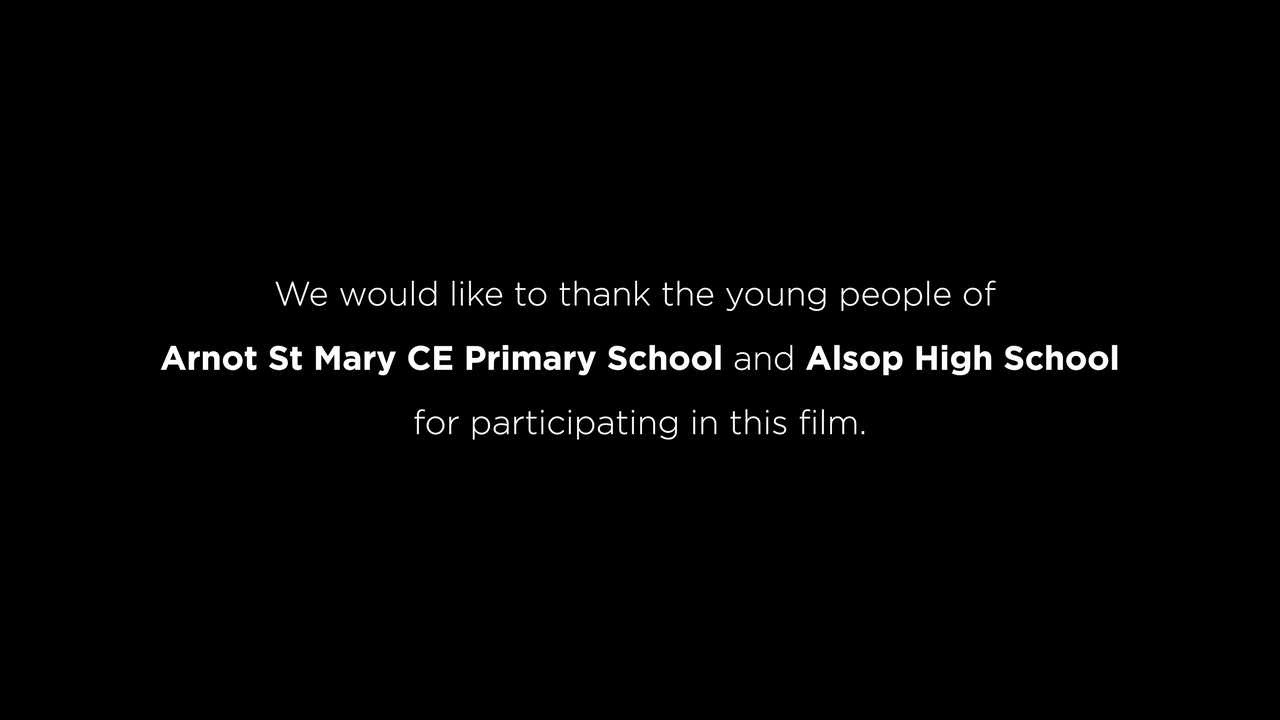 We would like to thank the young people of
Arnot St Mary CE Primary School and Alsop High School
for participating in this film.